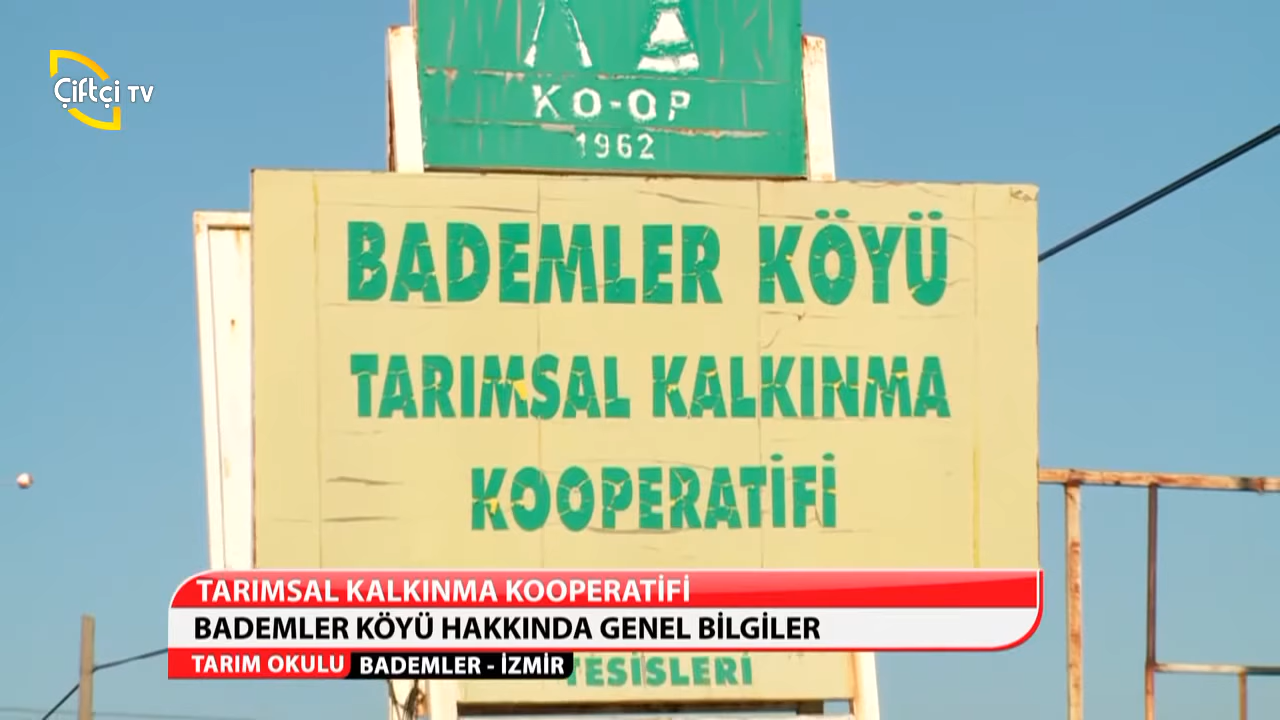 Çiftçi TV
KO-OP
1962
BADEMLER KÖYÜ
TARIMSAL KALKINMA
KOOPERATİFİ
TARIMSAL KALKINMA KOOPERATİFİ
BADEMLER KÖYÜ HAKKINDA GENEL BİLGİLER
TARIM OKULU BADEMLER - İZMİR
TESİSLERİ